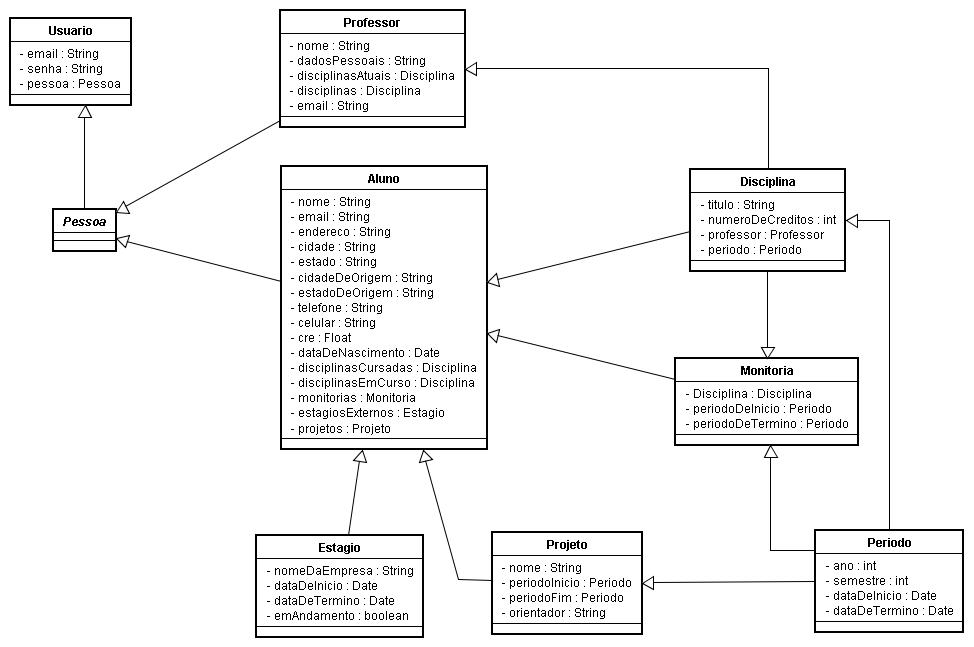 Usuario
- email : String
- senha : String
- pessoa : Pessoa
Professor
- nome : String
- dadosPessoais : String
- disciplinasAtuais : Disciplina
- disciplinas : Disciplina
- email : String
Pessoa
Aluno
- nome : String
- email : String
- endereco : String
- cidade : String
- estado : String
- cidadeDeOrigem : String
- estadoDeOrigem : String
- telefone : String
- celular : String
- cre : Float
- dataDeNascimento : Date
- disciplinasCursadas : Disciplina
- disciplinasEmCurso : Disciplina
- monitorias : Monitoria
- estagiosExternos : Estagio
- projetos : Projeto
Disciplina
- titulo : String
- numeroDeCreditos : int
- professor : Professor
- periodo : Periodo
Monitoria
- Disciplina : Disciplina
- periodoDeInicio : Periodo
- periodoDeTermino : Periodo
Estagio
- nomeDaEmpresa : String
- dataDeInicio : Date
- dataDeTermino : Date
- emAndamento : boolean
Projeto
- nome : String
- periodoInicio : Periodo
- periodoFim : Periodo
- orientador : String
Periodo
- ano : int
- semestre : int
- dataDeInicio : Date
- dataDeTermino : Date